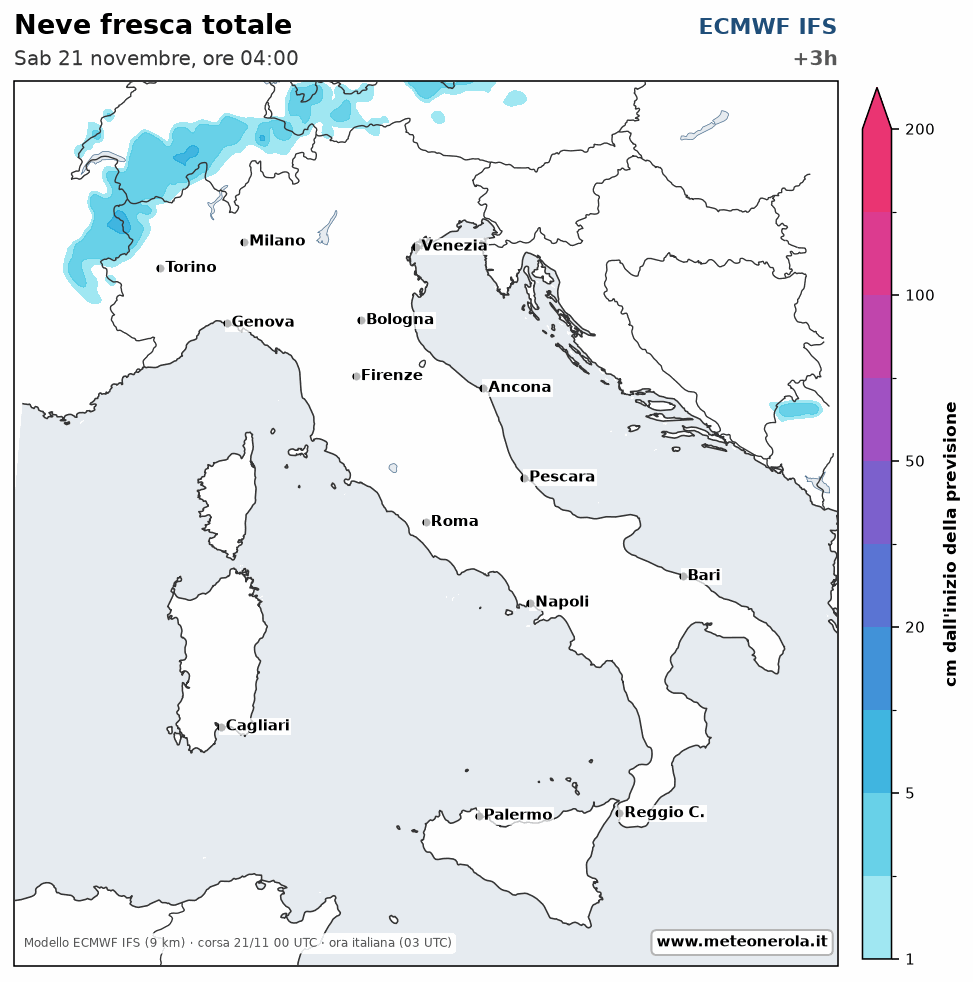 Neve fresca totale
ECMWF IFS
Sab 21 novembre, ore 04:00
+3h
Milano
Venezia
Torino
Genova
Bologna
Firenze
Ancona
Pescara
Roma
Bari
Napoli
Cagliari
Palermo
Reggio C.
200
100
50
20
5
1
cm dall'inizio della previsione
Modello ECMWF IFS (9 km) · corsa 21/11 00 UTC · ora italiana (03 UTC)
www.meteonerola.it